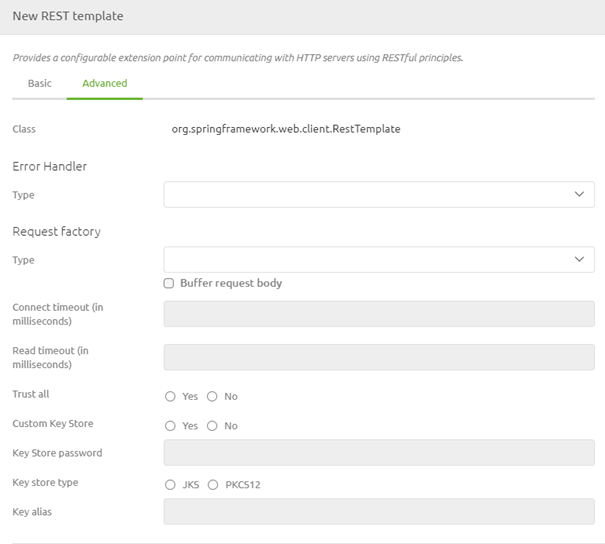 New REST template
Provides a configurable extension point for communicating with HTTP servers using RESTful principles.
Basic Advanced
Class org.springframework.web.client.RestTemplate
Error Handler
Type
Request factory
Type
Buffer request body
Connect timeout (in
milliseconds)
Read timeout (in
milliseconds)
Trust all Yes No
Custom Key Store Yes No
Key Store password
Key store type JKS PKCS12
Key alias